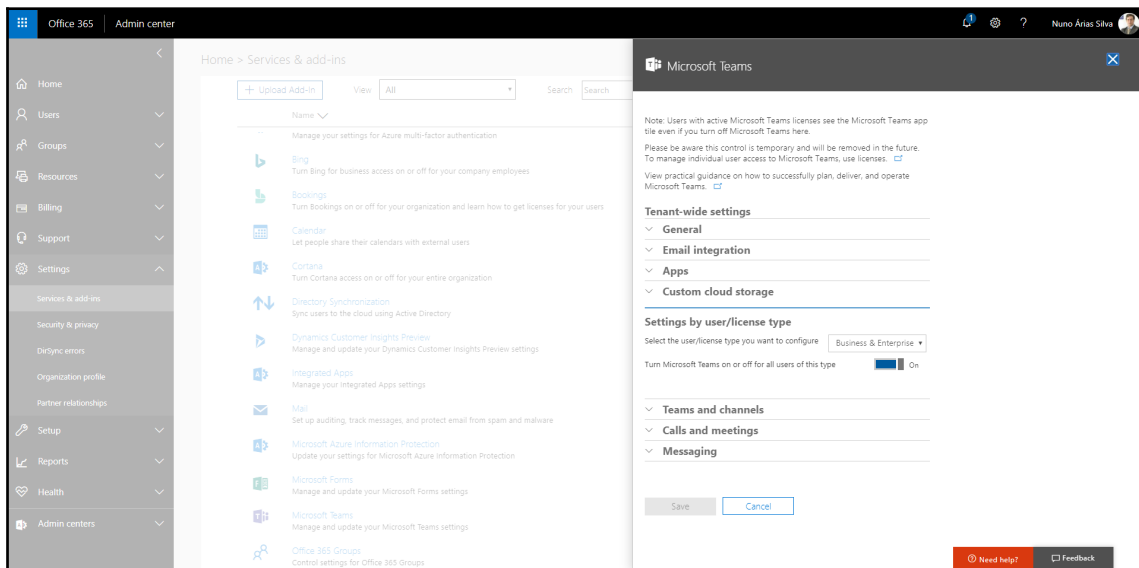 Office 365 Admin center
1
?
Nuno Árias Silva
Home
Users
Groups
Resources
Billing
Support
Settings
Services & add-ins
Security & privacy
DirSync errors
Organization profile
Partner relationships
Setup
Reports
Health
Admin centers
Home > Services & add-ins
+ Upload Add-In View All Search Search
Name
Manage your settings for Azure multi-factor authentication
Bing
Turn Bing for business access on or off for your company employees
Bookings
Turn Bookings on or off for your organization and learn how to get licenses for your users
Calendar
Let people share their calendars with external users
Cortana
Turn Cortana access on or off for your entire organization
Directory Synchronization
Sync users to the cloud using Active Directory
Dynamics Customer Insights Preview
Manage and update your Dynamics Customer Insights Preview settings
Integrated Apps
Manage your Integrated Apps settings
Mail
Set up auditing, track messages, and protect email from spam and malware
Microsoft Azure Information Protection
Update your settings for Microsoft Azure Information Protection
Microsoft Forms
Manage and update your Microsoft Forms settings
Microsoft Teams
Manage and update your Microsoft Teams settings
Office 365 Groups
Control settings for Office 365 Groups
Microsoft Teams
Note: Users with active Microsoft Teams licenses see the Microsoft Teams app
tile even if you turn off Microsoft Teams here.
Please be aware this control is temporary and will be removed in the future.
To manage individual user access to Microsoft Teams, use licenses.
View practical guidance on how to successfully plan, deliver, and operate
Microsoft Teams.
Tenant-wide settings
General
Email integration
Apps
Custom cloud storage
Settings by user/license type
Select the user/license type you want to configure Business & Enterprise
Turn Microsoft Teams on or off for all users of this type On
Teams and channels
Calls and meetings
Messaging
Save Cancel
Need help? Feedback